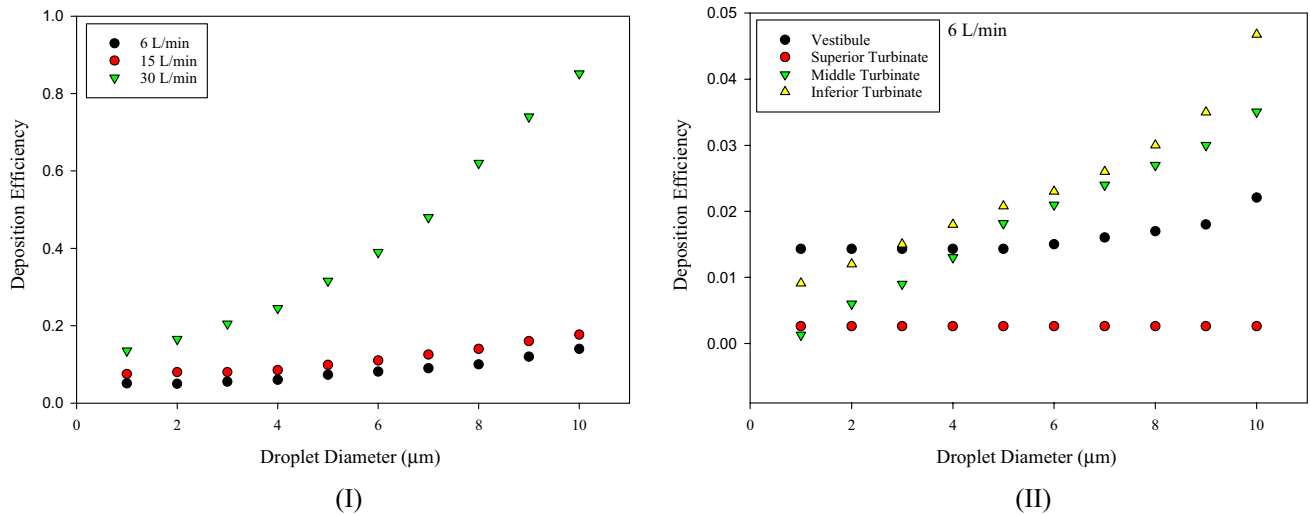 1.0
0.8
0.6
0.4
0.2
0.0
Deposition Efficiency
6 L/min
15 L/min
30 L/min
0 2 4 6 8 10
Droplet Diameter (μm)
(I)
0.05
0.04
0.03
0.02
0.01
0.00
Deposition Efficiency
Vestibule
Superior Turbinate
Middle Turbinate
Inferior Turbinate
6 L/min
0 2 4 6 8 10
Droplet Diameter (μm)
(II)